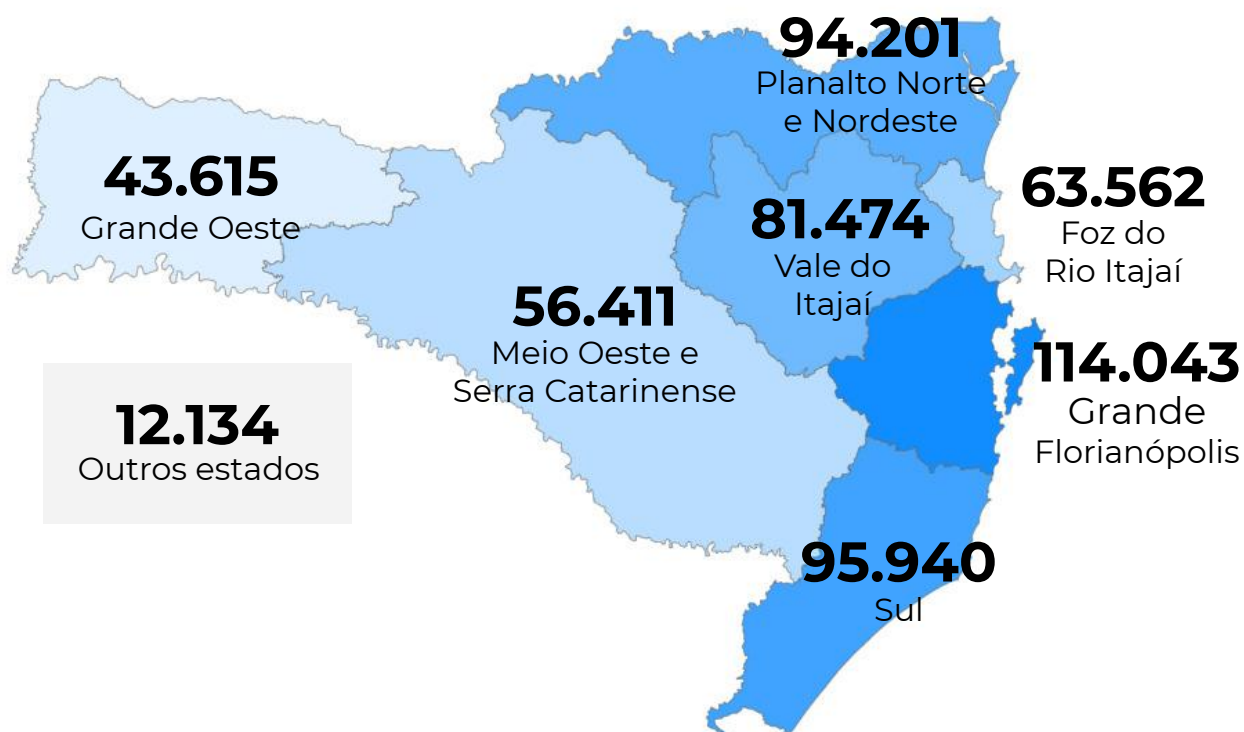 94.201
Planalto Norte
e Nordeste
43.615
Grande Oeste
63.562
Foz do
Rio Itajaí
81.474
Vale do
Itajaí
56.411
Meio Oeste e
Serra Catarinense
114.043
Grande
Florianópolis
12.134
Outros estados
95.940
Sul